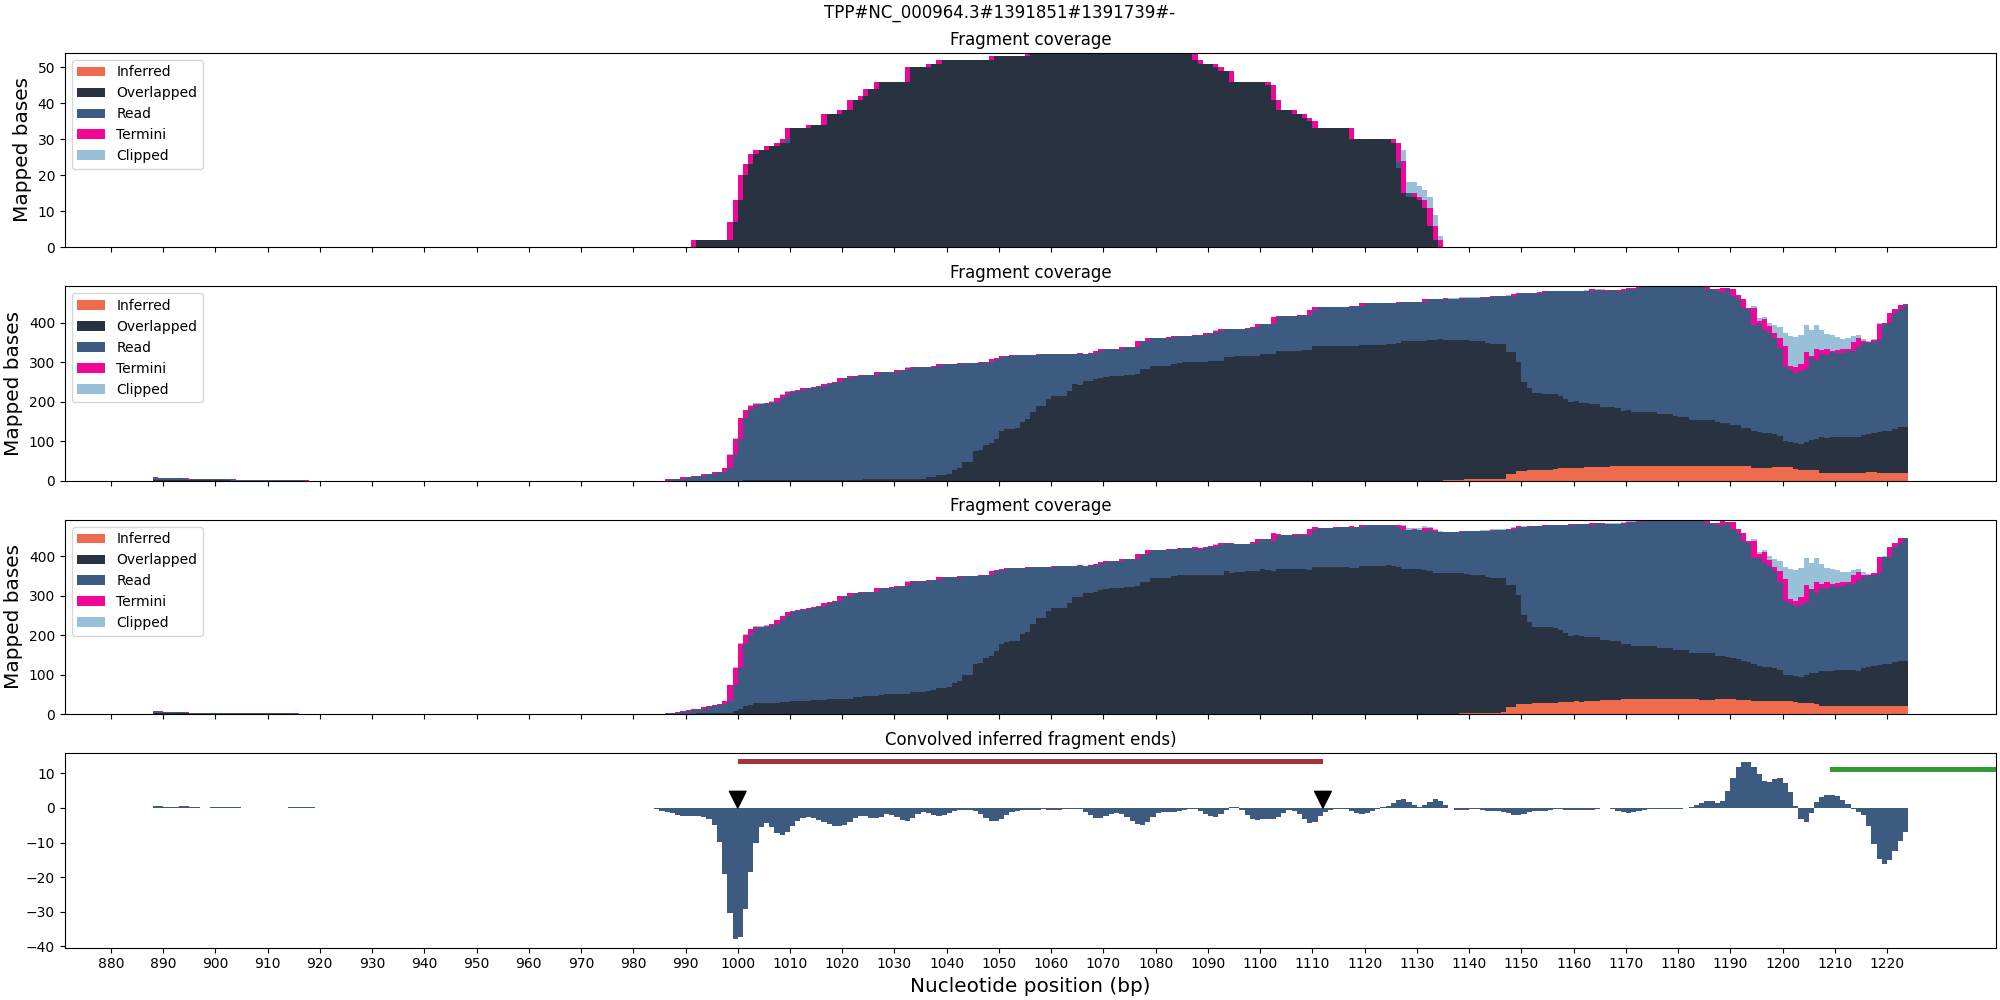 TPP#NC_000964.3#1391851#1391739#-
Fragment coverage
Mapped bases
50
40
30
20
10
0
Inferred
Overlapped
Read
Termini
Clipped
Fragment coverage
Mapped bases
400
300
200
100
0
Inferred
Overlapped
Read
Termini
Clipped
Fragment coverage
Mapped bases
400
300
200
100
0
Inferred
Overlapped
Read
Termini
Clipped
Convolved inferred fragment ends)
10
0
−10
−20
−30
−40
880 890 900 910 920 930 940 950 960 970 980 990 1000 1010 1020 1030 1040 1050 1060 1070 1080 1090 1100 1110 1120 1130 1140 1150 1160 1170 1180 1190 1200 1210 1220
Nucleotide position (bp)